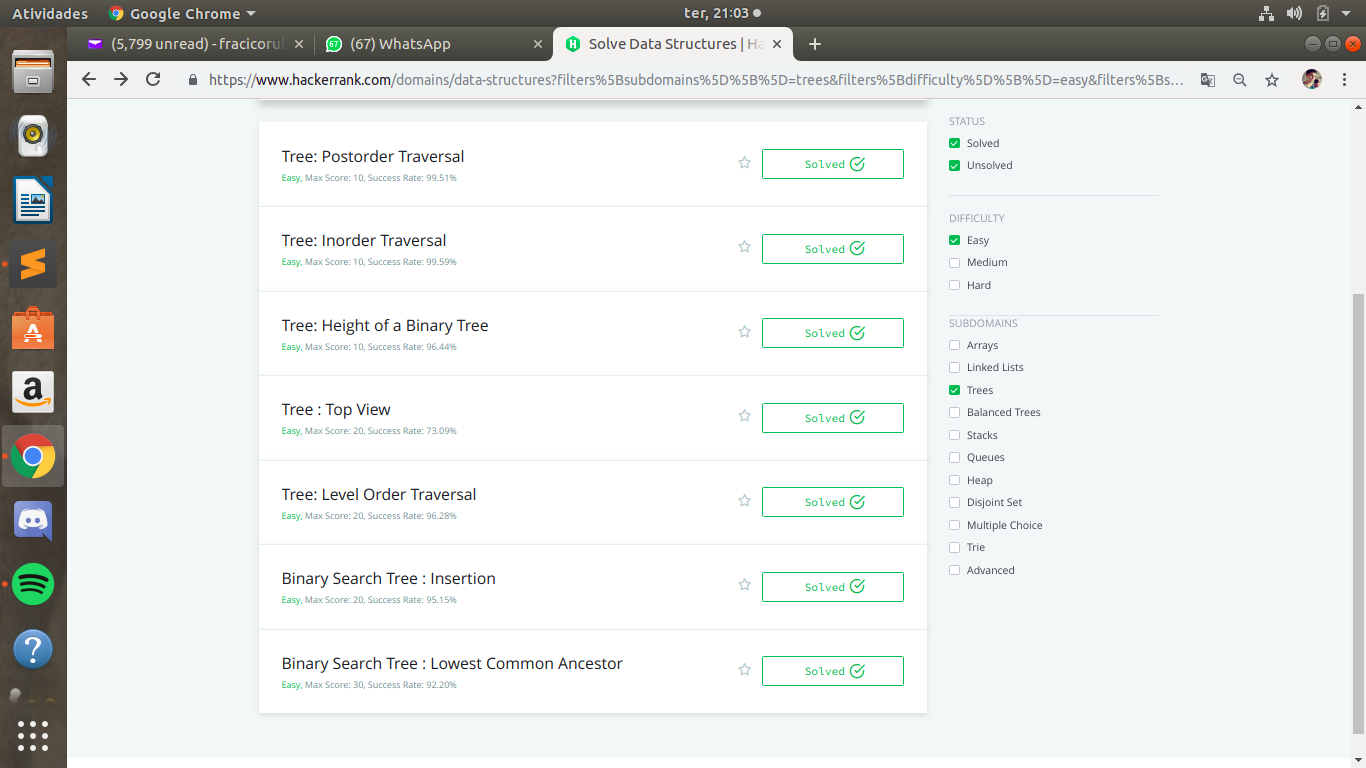 Atividades
Google Chrome
ter, 21:03
(5,799 unread) - fracicorul
(67) WhatsApp
Solve Data Structures | Ha
https://www.hackerrank.com/domains/data-structures?filters%5Bsubdomains%5D%5B%5D=trees&filters%5Bdifficulty%5D%5B%5D=easy&filters%5Bs...
Tree: Postorder Traversal
Easy, Max Score: 10, Success Rate: 99.51%
Solved
Tree: Inorder Traversal
Easy, Max Score: 10, Success Rate: 99.59%
Solved
Tree: Height of a Binary Tree
Easy, Max Score: 10, Success Rate: 96.44%
Solved
Tree : Top View
Easy, Max Score: 20, Success Rate: 73.09%
Solved
Tree: Level Order Traversal
Easy, Max Score: 20, Success Rate: 96.28%
Solved
Binary Search Tree : Insertion
Easy, Max Score: 20, Success Rate: 95.15%
Solved
Binary Search Tree : Lowest Common Ancestor
Easy, Max Score: 30, Success Rate: 92.20%
Solved
STATUS
Solved
Unsolved
DIFFICULTY
Easy
Medium
Hard
SUBDOMAINS
Arrays
Linked Lists
Trees
Balanced Trees
Stacks
Queues
Heap
Disjoint Set
Multiple Choice
Trie
Advanced